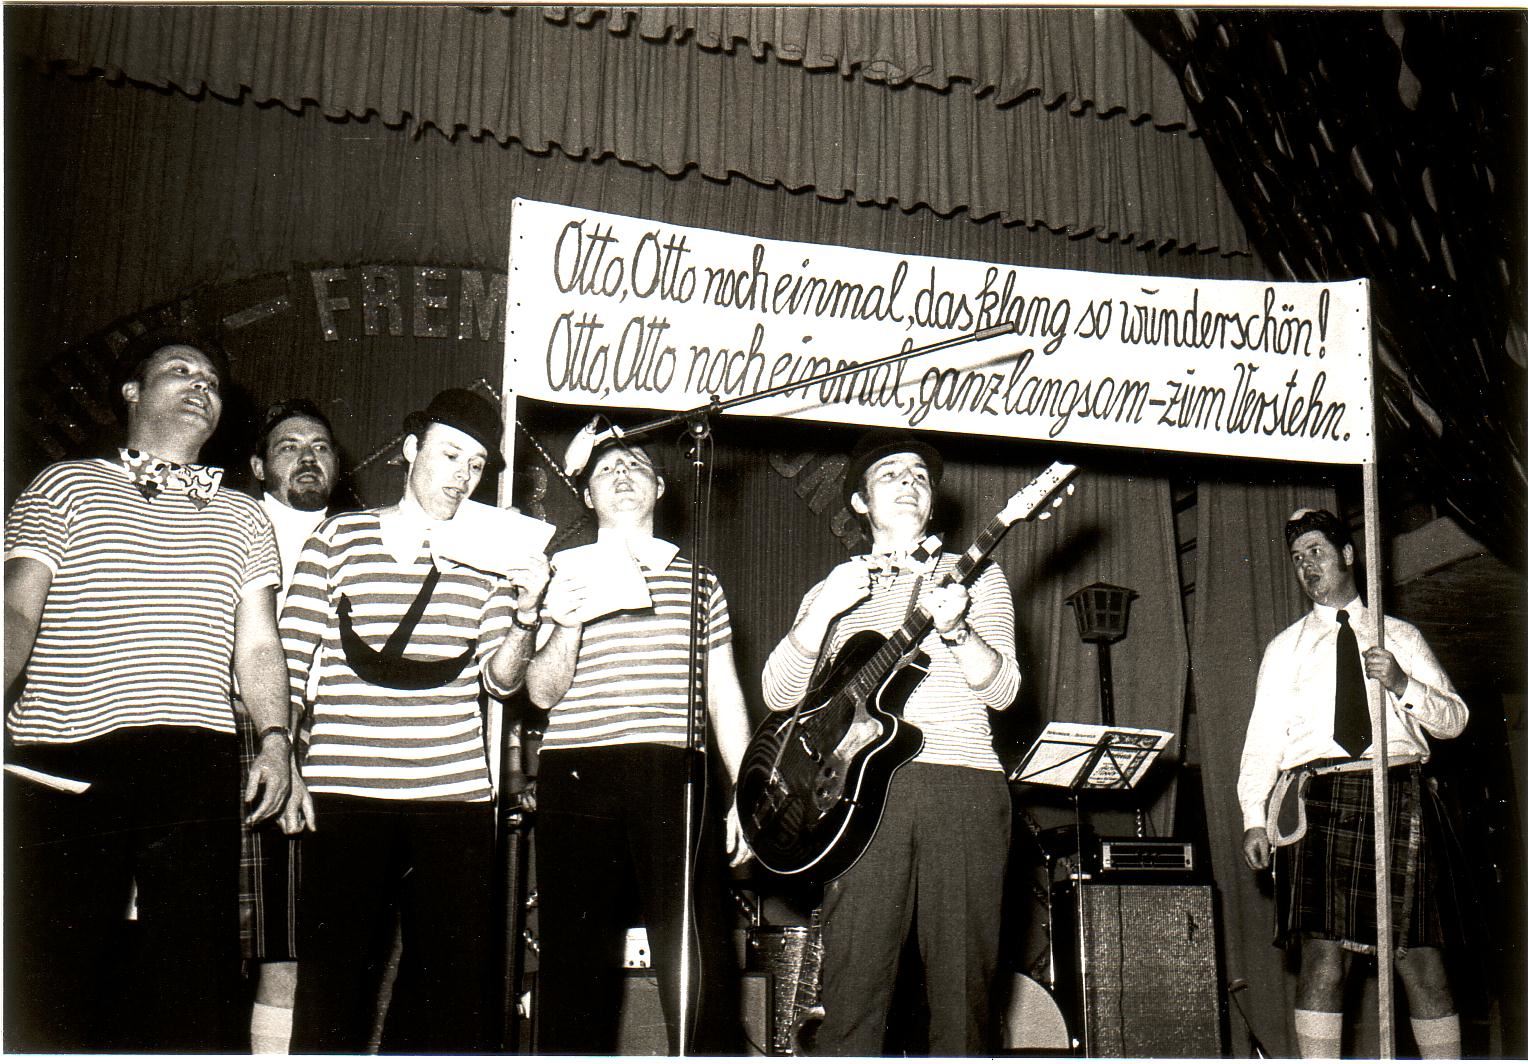 FREM
Otto, Otto noch einmal, das klang so wunderschön!
Otto, Otto noch einmal, ganz langsam - zum Verstehn.